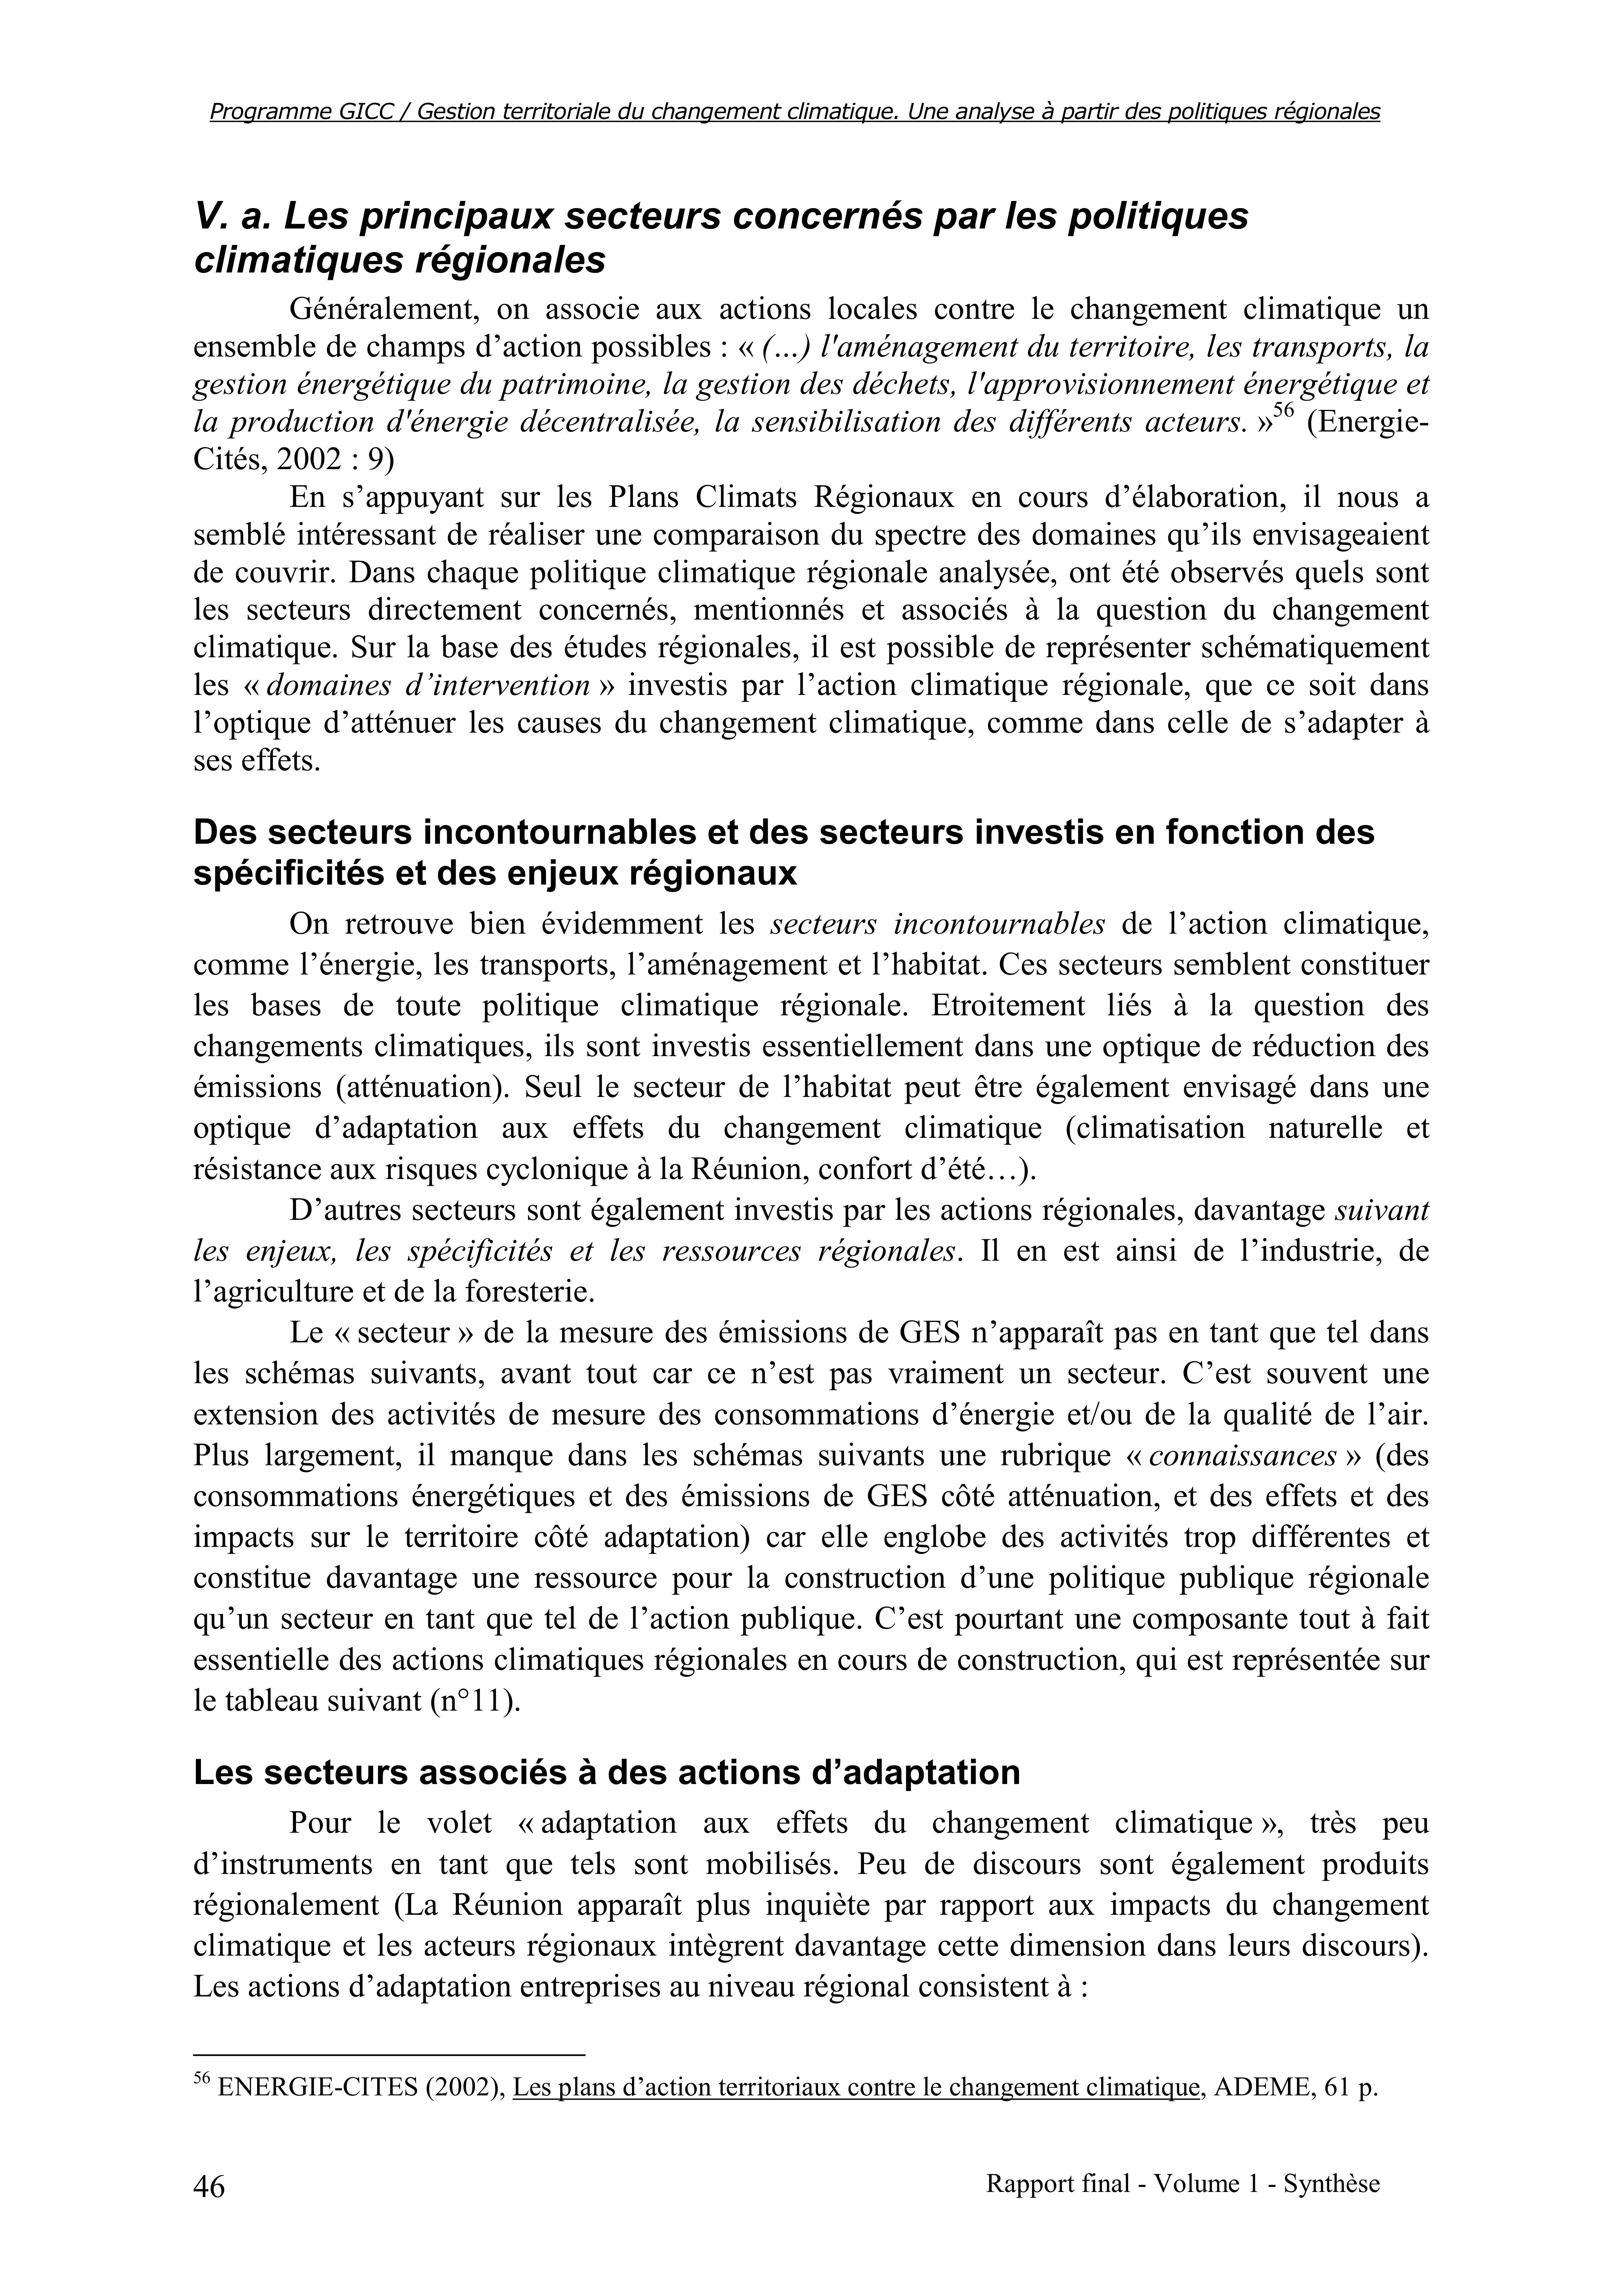 Programme GICC / Gestion territoriale du changement climatique. Une analyse à partir des politiques régionales
V. a. Les principaux secteurs concernés par les politiques
climatiques régionales
Généralement, on associe aux actions locales contre le changement climatique un
ensemble de champs d’action possibles : « (...) l'aménagement du territoire, les transports, la
gestion énergétique du patrimoine, la gestion des déchets, l'approvisionnement énergétique et
la production d'énergie décentralisée, la sensibilisation des différents acteurs. »56 (Energie-
Cités, 2002 : 9)
En s’appuyant sur les Plans Climats Régionaux en cours d’élaboration, il nous a
semblé intéressant de réaliser une comparaison du spectre des domaines qu’ils envisageaient
de couvrir. Dans chaque politique climatique régionale analysée, ont été observés quels sont
les secteurs directement concernés, mentionnés et associés à la question du changement
climatique. Sur la base des études régionales, il est possible de représenter schématiquement
les « domaines d’intervention » investis par l’action climatique régionale, que ce soit dans
l’optique d’atténuer les causes du changement climatique, comme dans celle de s’adapter à
ses effets.
Des secteurs incontournables et des secteurs investis en fonction des
spécificités et des enjeux régionaux
On retrouve bien évidemment les secteurs incontournables de l’action climatique,
comme l’énergie, les transports, l’aménagement et l’habitat. Ces secteurs semblent constituer
les bases de toute politique climatique régionale. Etroitement liés à la question des
changements climatiques, ils sont investis essentiellement dans une optique de réduction des
émissions (atténuation). Seul le secteur de l’habitat peut être également envisagé dans une
optique d’adaptation aux effets du changement climatique (climatisation naturelle et
résistance aux risques cyclonique à la Réunion, confort d’été…).
D’autres secteurs sont également investis par les actions régionales, davantage suivant
les enjeux, les spécificités et les ressources régionales. Il en est ainsi de l’industrie, de
l’agriculture et de la foresterie.
Le « secteur » de la mesure des émissions de GES n’apparaît pas en tant que tel dans
les schémas suivants, avant tout car ce n’est pas vraiment un secteur. C’est souvent une
extension des activités de mesure des consommations d’énergie et/ou de la qualité de l’air.
Plus largement, il manque dans les schémas suivants une rubrique « connaissances » (des
consommations énergétiques et des émissions de GES côté atténuation, et des effets et des
impacts sur le territoire côté adaptation) car elle englobe des activités trop différentes et
constitue davantage une ressource pour la construction d’une politique publique régionale
qu’un secteur en tant que tel de l’action publique. C’est pourtant une composante tout à fait
essentielle des actions climatiques régionales en cours de construction, qui est représentée sur
le tableau suivant (n°11).
Les secteurs associés à des actions d’adaptation
Pour le volet « adaptation aux effets du changement climatique », très peu
d’instruments en tant que tels sont mobilisés. Peu de discours sont également produits
régionalement (La Réunion apparaît plus inquiète par rapport aux impacts du changement
climatique et les acteurs régionaux intègrent davantage cette dimension dans leurs discours).
Les actions d’adaptation entreprises au niveau régional consistent à :
56 ENERGIE-CITES (2002), Les plans d’action territoriaux contre le changement climatique, ADEME, 61 p.
46
Rapport final - Volume 1 - Synthèse